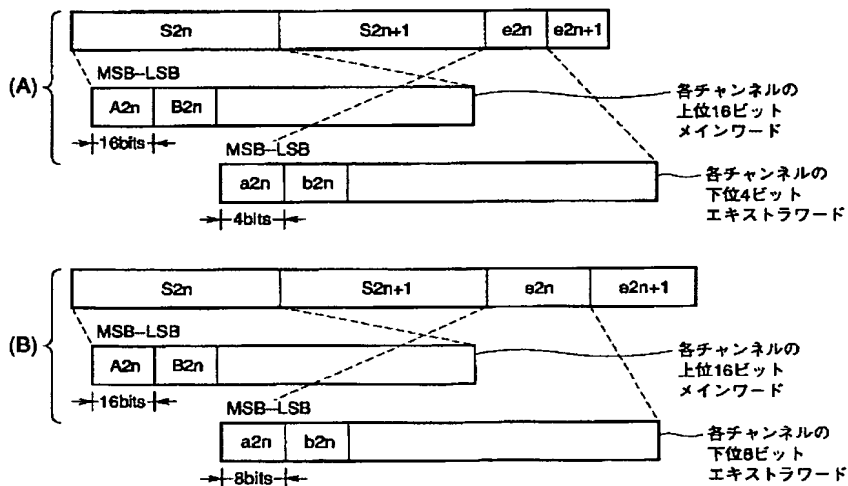 (A)
S2n S2n+1 e2n e2n+1
MSB–LSB
A2n B2n
16bits
各チャンネルの
上位16ビット
メインワード
MSB–LSB
a2n b2n
4bits
各チャンネルの
下位4ビット
エキストラワード
(B)
S2n S2n+1 e2n e2n+1
MSB–LSB
A2n B2n
16bits
各チャンネルの
上位16ビット
メインワード
MSB–LSB
a2n b2n
8bits
各チャンネルの
下位8ビット
エキストラワード